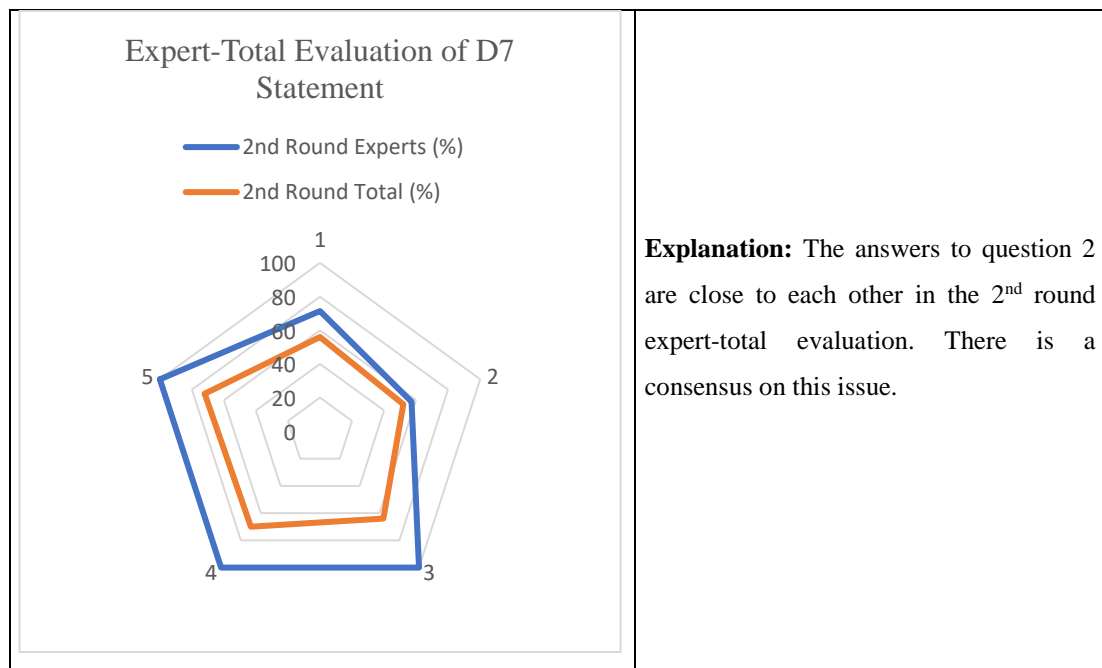 Expert-Total Evaluation of D7
Statement
2nd Round Experts (%)
2nd Round Total (%)
1
100
80
60
40
20
0
2
3
4
5
Explanation: The answers to question 2
are close to each other in the 2nd round
expert-total evaluation. There is a
consensus on this issue.